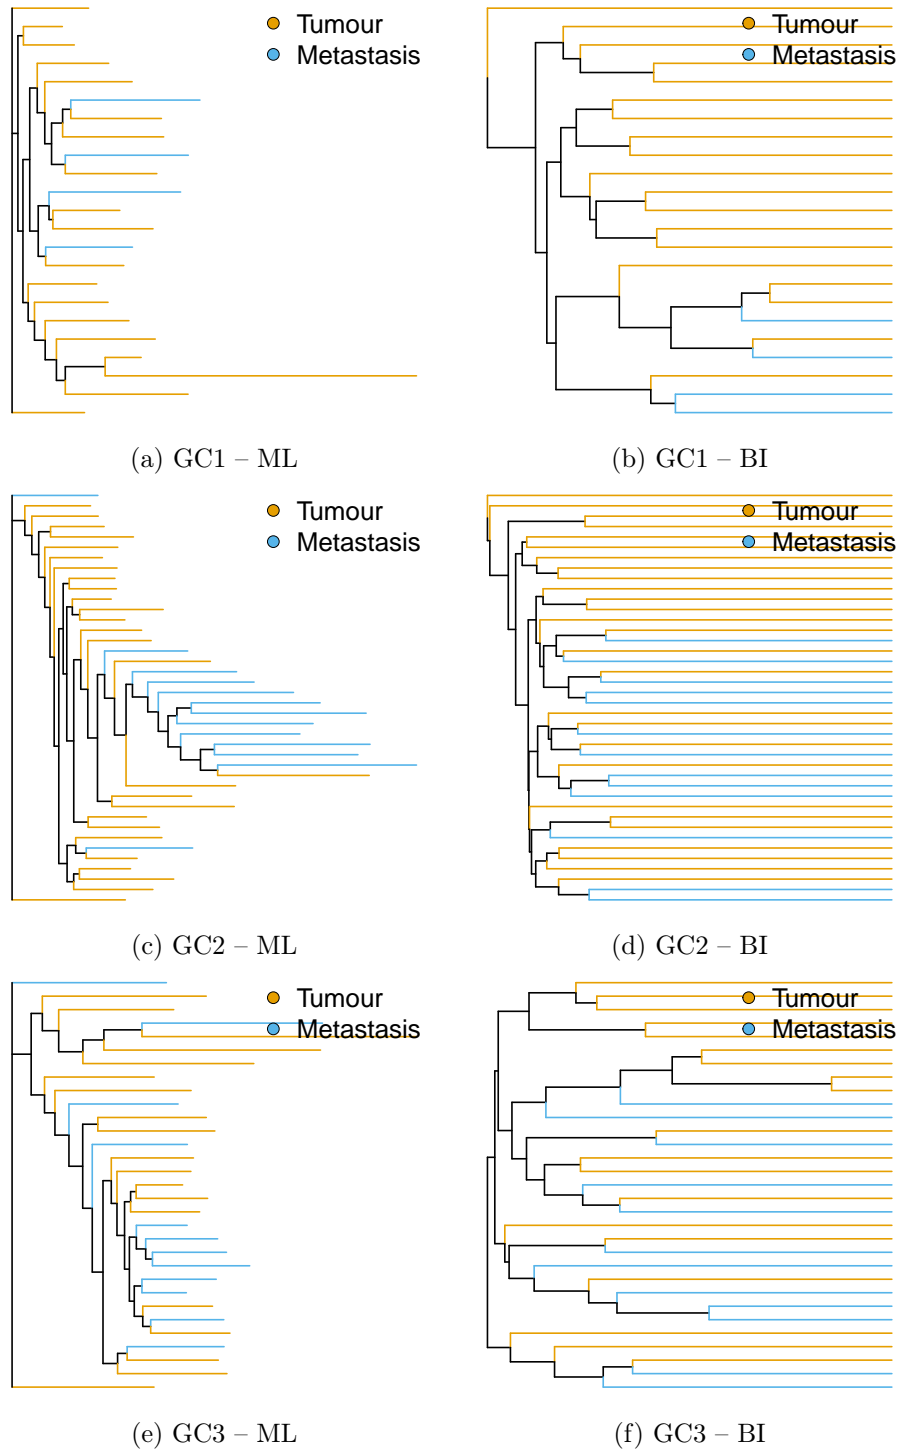 Tumour
Metastasis
Tumour
Metastasis
(a) GC1 – ML
(b) GC1 – BI
Tumour
Metastasis
Tumour
Metastasis
(c) GC2 – ML
(d) GC2 – BI
Tumour
Metastasis
Tumour
Metastasis
(e) GC3 – ML
(f) GC3 – BI